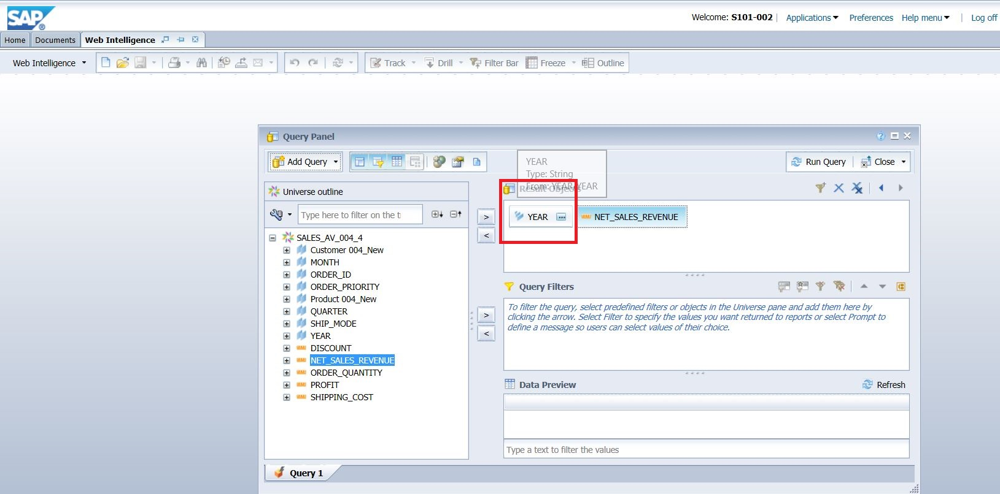 SAP
Welcome: S101-002 | Applications Preferences Help menu | Log off
Home Documents Web Intelligence
Web Intelligence Track Drill Filter Bar Freeze Outline
Query Panel
Add Query Run Query Close
YEAR
Type: String
From: YEAR/YEAR
Universe outline
Result Objects
Type here to filter on the t
> YEAR ... NET_SALES_REVENUE
<
SALES_AV_004_4
Customer 004_New
MONTH
ORDER_ID
ORDER_PRIORITY
Product 004_New
QUARTER
SHIP_MODE
YEAR
DISCOUNT
NET_SALES_REVENUE
ORDER_QUANTITY
PROFIT
SHIPPING_COST
Query Filters
>
<
To filter the query, select predefined filters or objects in the Universe pane and add them here by
clicking the arrow. Select Filter to specify the values you want returned to reports or select Prompt to
define a message so users can select values of their choice.
Data Preview Refresh
Type a text to filter the values
Query 1